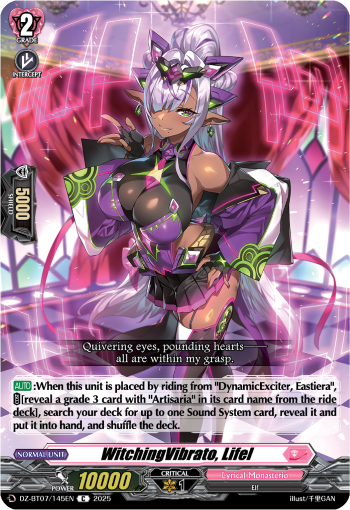 2
GRADE
INTERCEPT
5000
SHIELD
Quivering eyes, pounding hearts—
all are within my grasp.
AUTO:When this unit is placed by riding from "DynamicExciter, Eastiera",
[reveal a grade 3 card with "Artisaria" in its card name from the ride
deck], search your deck for up to one Sound System card, reveal it and
put it into hand, and shuffle the deck.
NORMAL UNIT
WitchingVibrato, Lifel
POWER 10000
CRITICAL
1
Lyrical Monasterio
Elf
DZ-BT07/145EN C 2025
illust/千里GAN